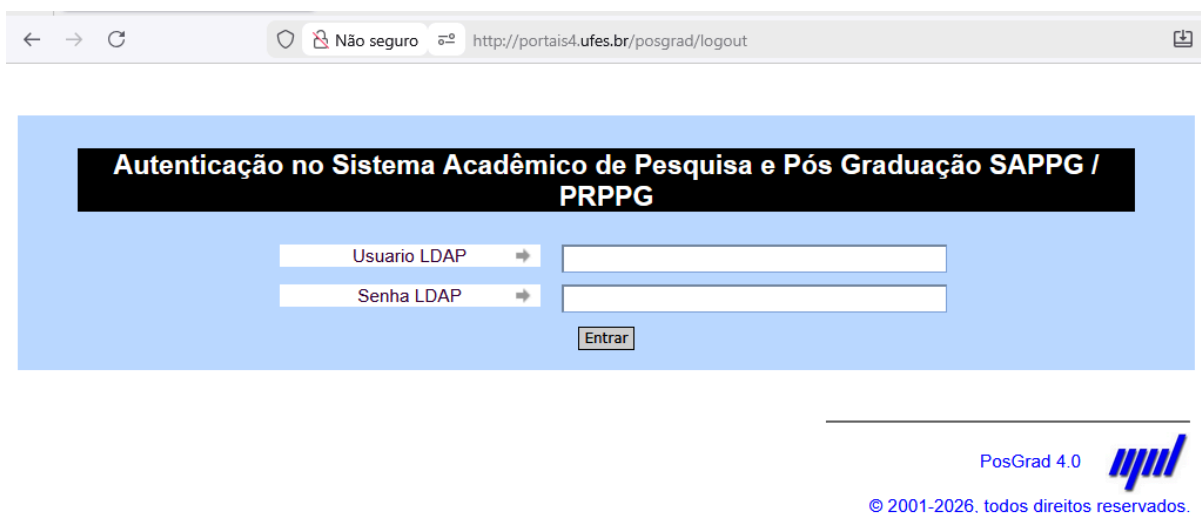 Não seguro http://portais4.ufes.br/posgrad/logout
Autenticação no Sistema Acadêmico de Pesquisa e Pós Graduação SAPPG /
PRPPG
Usuario LDAP
Senha LDAP
Entrar
PosGrad 4.0
© 2001-2026, todos direitos reservados.